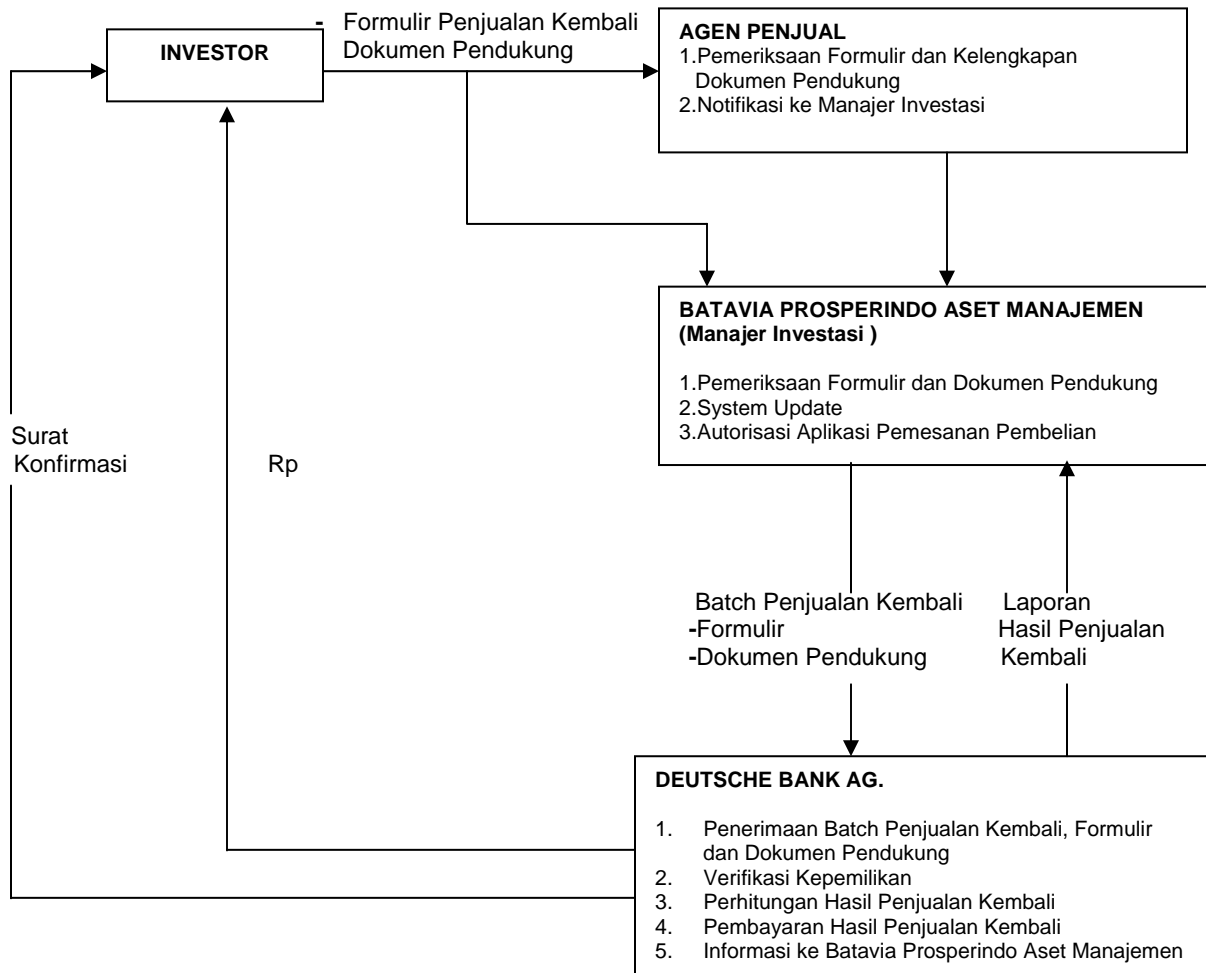 - Formulir Penjualan Kembali
Dokumen Pendukung
INVESTOR
AGEN PENJUAL
1.Pemeriksaan Formulir dan Kelengkapan
Dokumen Pendukung
2.Notifikasi ke Manajer Investasi
BATAVIA PROSPERINDO ASET MANAJEMEN
(Manajer Investasi )
1.Pemeriksaan Formulir dan Dokumen Pendukung
2.System Update
3.Autorisasi Aplikasi Pemesanan Pembelian
Surat
Konfirmasi
Rp
Batch Penjualan Kembali
-Formulir
-Dokumen Pendukung
Laporan
Hasil Penjualan
Kembali
DEUTSCHE BANK AG.
1. Penerimaan Batch Penjualan Kembali, Formulir
dan Dokumen Pendukung
2. Verifikasi Kepemilikan
3. Perhitungan Hasil Penjualan Kembali
4. Pembayaran Hasil Penjualan Kembali
5. Informasi ke Batavia Prosperindo Aset Manajemen